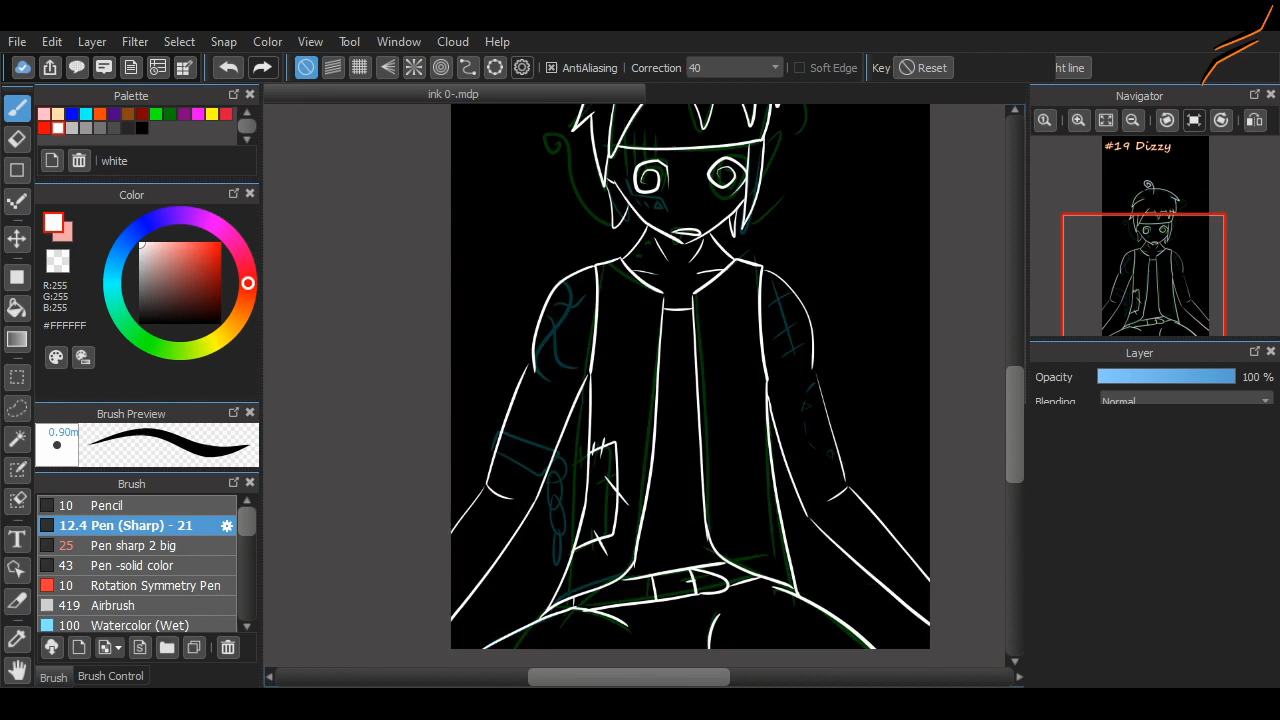 File Edit Layer Filter Select Snap Color View Tool Window Cloud Help
AntiAliasing Correction 40 Soft Edge Key Reset ht line
Palette
ink 0-.mdp
Navigator
white
#19 Dizzy
Color
R:255
G:255
B:255
#FFFFFF
Layer
Opacity 100 %
Blending Normal
Brush Preview
0.90m
Brush
10 Pencil
12.4 Pen (Sharp) - 21
25 Pen sharp 2 big
43 Pen -solid color
10 Rotation Symmetry Pen
419 Airbrush
100 Watercolor (Wet)
Brush Brush Control